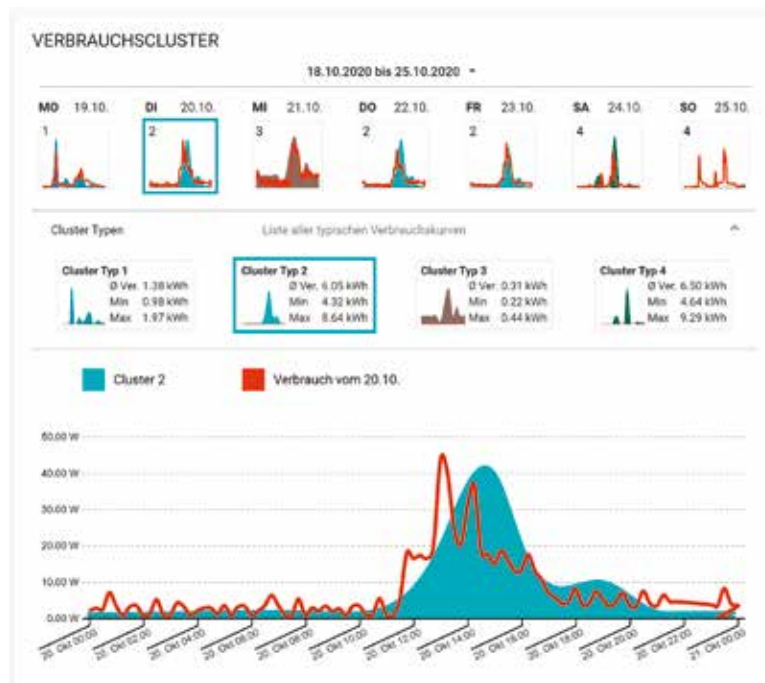 VERBRAUCHSCLUSTER
18.10.2020 bis 25.10.2020
MO 19.10. DI 20.10. MI 21.10. DO 22.10. FR 23.10. SA 24.10. SO 25.10.
1 2 3 2 2 4 4
Cluster Typen Liste aller typischen Verbrauchskurven
Cluster Typ 1 Cluster Typ 2 Cluster Typ 3 Cluster Typ 4
Ø Ver. 1.38 kWh Ø Ver. 6.05 kWh Ø Ver. 0.31 kWh Ø Ver. 6.50 kWh
Min 0.98 kWh Min 4.32 kWh Min 0.22 kWh Min 4.64 kWh
Max 1.97 kWh Max 8.64 kWh Max 0.44 kWh Max 9.29 kWh
Cluster 2 Verbrauch vom 20.10.
50.00 W
40.00 W
30.00 W
20.00 W
10.00 W
0.00 W
20. Okt 00:00 20. Okt 02:00 20. Okt 04:00 20. Okt 06:00 20. Okt 08:00 20. Okt 10:00 20. Okt 12:00 20. Okt 14:00 20. Okt 16:00 20. Okt 18:00 20. Okt 20:00 20. Okt 22:00 21. Okt 00:00